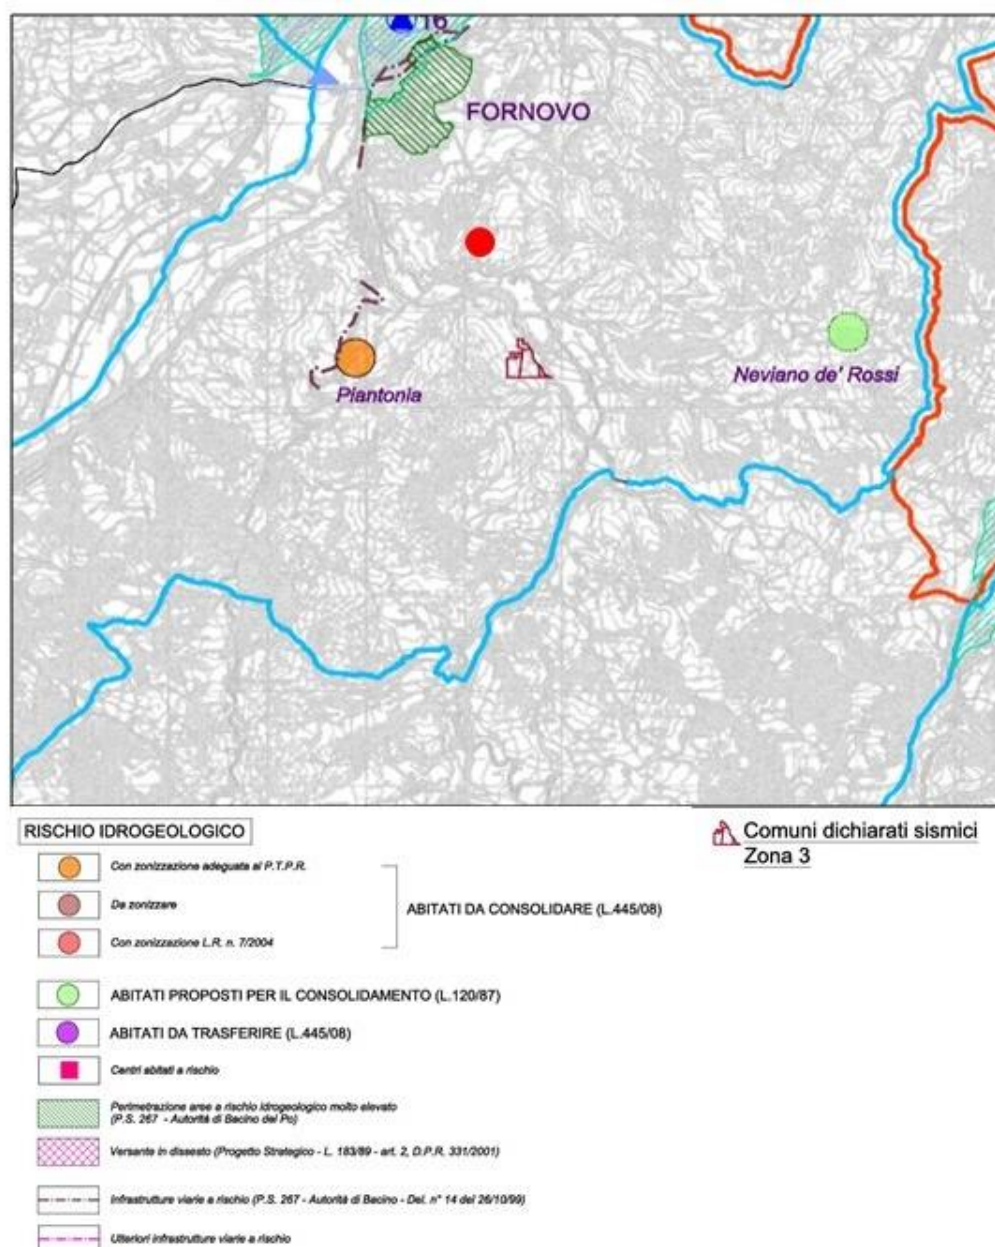 16
FORNOVO
Piantonia
Neviano de' Rossi
RISCHIO IDROGEOLOGICO
Comuni dichiarati sismici
Zona 3
Con zonizzazione adeguata al P.T.P.R.
Da zonizzare
ABITATI DA CONSOLIDARE (L.445/08)
Con zonizzazione L.R. n. 7/2004
ABITATI PROPOSTI PER IL CONSOLIDAMENTO (L.120/87)
ABITATI DA TRASFERIRE (L.445/08)
Centri abitati a rischio
Perimetrazione aree a rischio idrogeologico molto elevato
(P.S. 267 - Autorità di Bacino del Po)
Versante in dissesto (Progetto Strategico - L. 183/89 - art. 2, D.P.R. 331/2001)
Infrastrutture viarie a rischio (P.S. 267 - Autorità di Bacino - Del. n° 14 del 26/10/99)
Ulteriori infrastrutture viarie a rischio